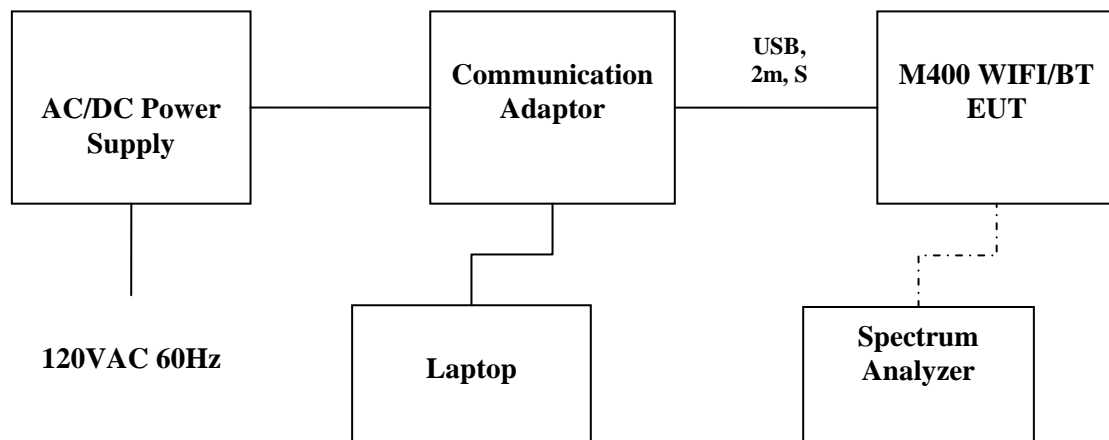 AC/DC Power
Supply
Communication
Adaptor
USB,
2m, S
M400 WIFI/BT
EUT
120VAC 60Hz
Laptop
Spectrum
Analyzer